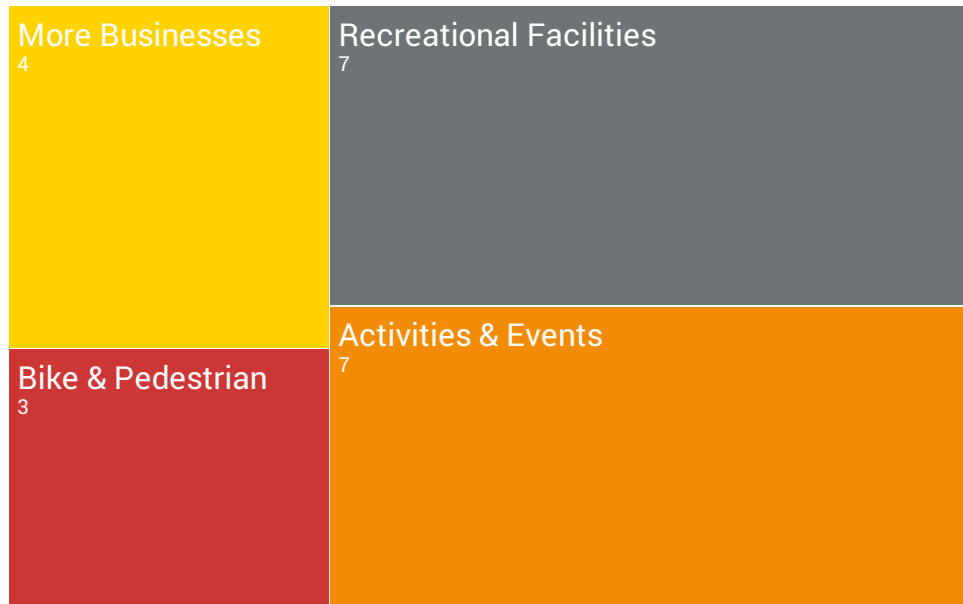 More Businesses
4
Recreational Facilities
7
Bike & Pedestrian
3
Activities & Events
7